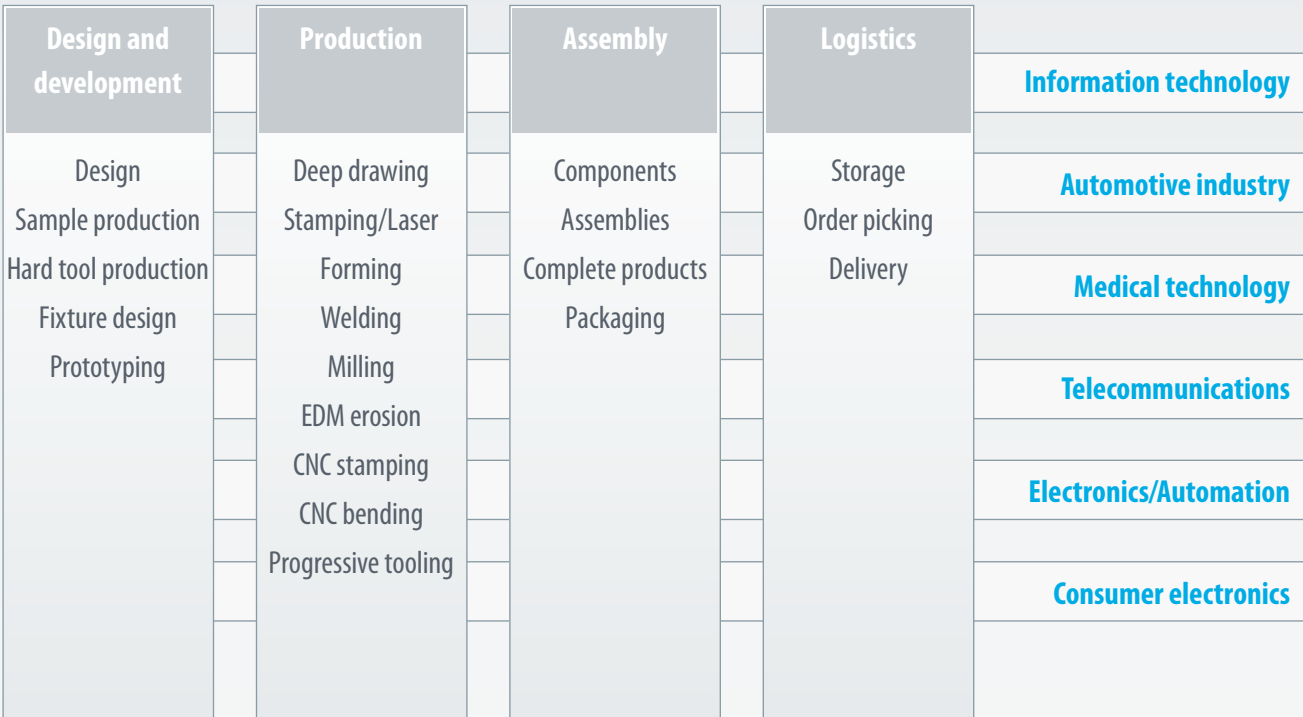 Design and
development
Design
Sample production
Hard tool production
Fixture design
Prototyping
Production
Deep drawing
Stamping/Laser
Forming
Welding
Milling
EDM erosion
CNC stamping
CNC bending
Progressive tooling
Assembly
Components
Assemblies
Complete products
Packaging
Logistics
Storage
Order picking
Delivery
Information technology
Automotive industry
Medical technology
Telecommunications
Electronics/Automation
Consumer electronics